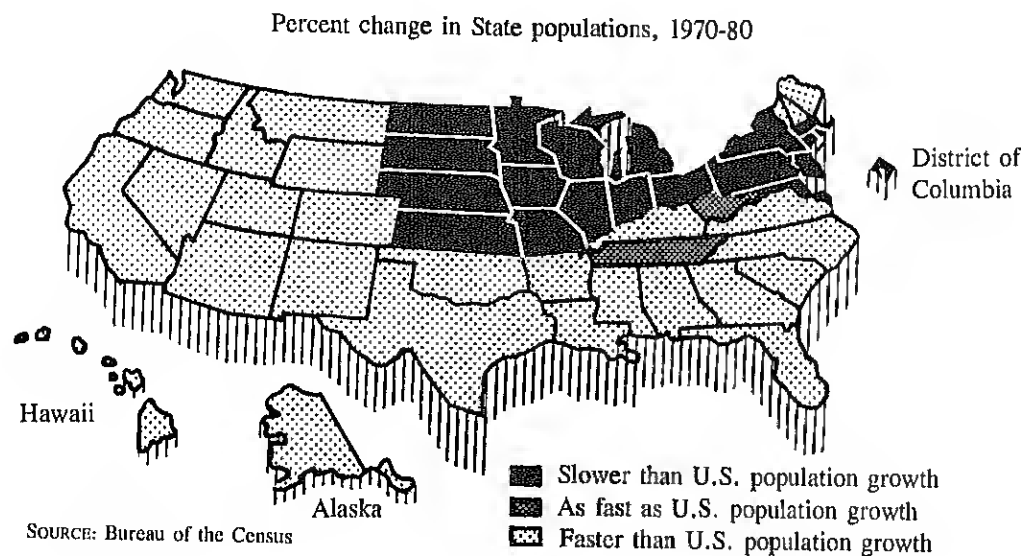 Percent change in State populations, 1970-80
District of
Columbia
Hawaii
Alaska
Slower than U.S. population growth
As fast as U.S. population growth
Faster than U.S. population growth
SOURCE: Bureau of the Census